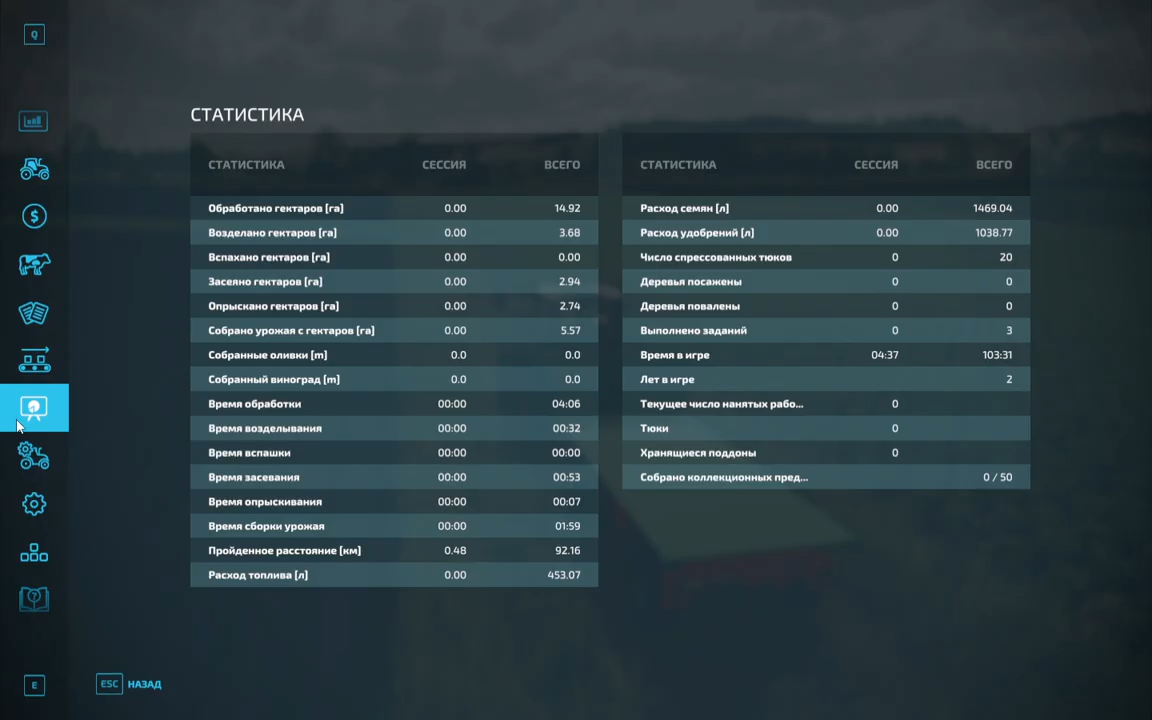 Q
СТАТИСТИКА
СТАТИСТИКА СЕССИЯ ВСЕГО
Обработано гектаров [га] 0.00 14.92
Возделано гектаров [га] 0.00 3.68
Вспахано гектаров [га] 0.00 0.00
Засеяно гектаров [га] 0.00 2.94
Опрыскано гектаров [га] 0.00 2.74
Собрано урожая с гектаров [га] 0.00 5.57
Собранные оливки [m] 0.0 0.0
Собранный виноград [m] 0.0 0.0
Время обработки 00:00 04:06
Время возделывания 00:00 00:32
Время вспашки 00:00 00:00
Время засевания 00:00 00:53
Время опрыскивания 00:00 00:07
Время сборки урожая 00:00 01:59
Пройденное расстояние [км] 0.48 92.16
Расход топлива [л] 0.00 453.07
СТАТИСТИКА СЕССИЯ ВСЕГО
Расход семян [л] 0.00 1469.04
Расход удобрений [л] 0.00 1038.77
Число спрессованных тюков 0 20
Деревья посажены 0 0
Деревья повалены 0 0
Выполнено заданий 0 3
Время в игре 04:37 103:31
Лет в игре 2
Текущее число нанятых рабо... 0
Тюки 0
Хранящиеся поддоны 0
Собрано коллекционных пред... 0 / 50
E
ESC НАЗАД